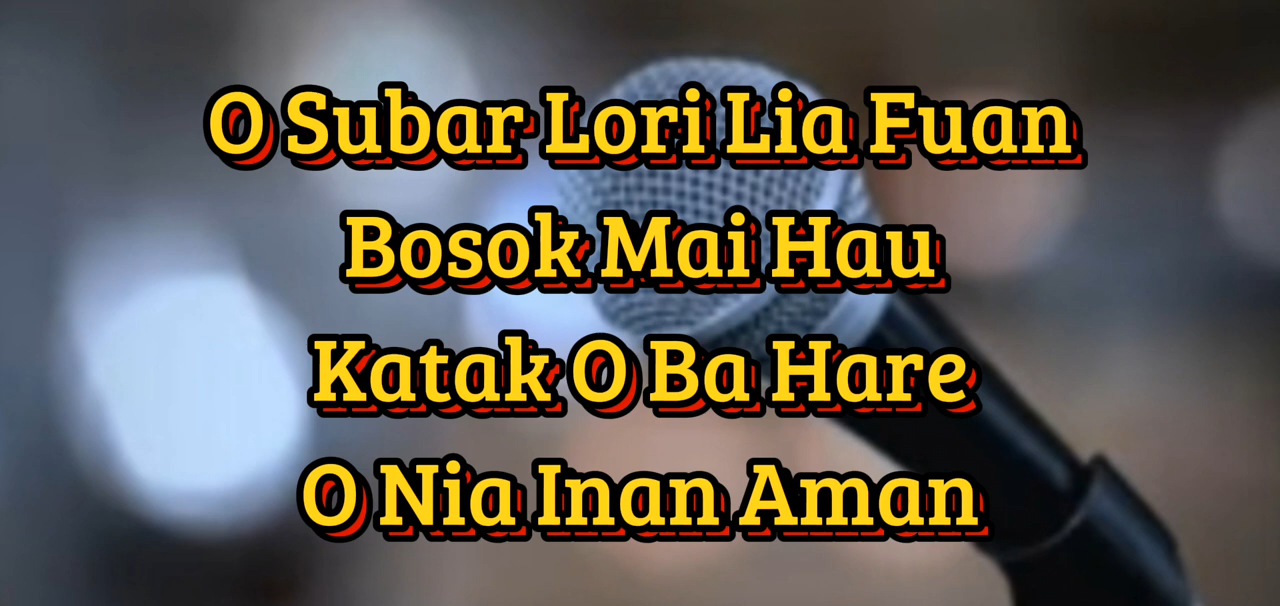 O Subar Lori Lia Fuan
Bosok Mai Hau
Katak O Ba Hare
O Nia Inan Aman